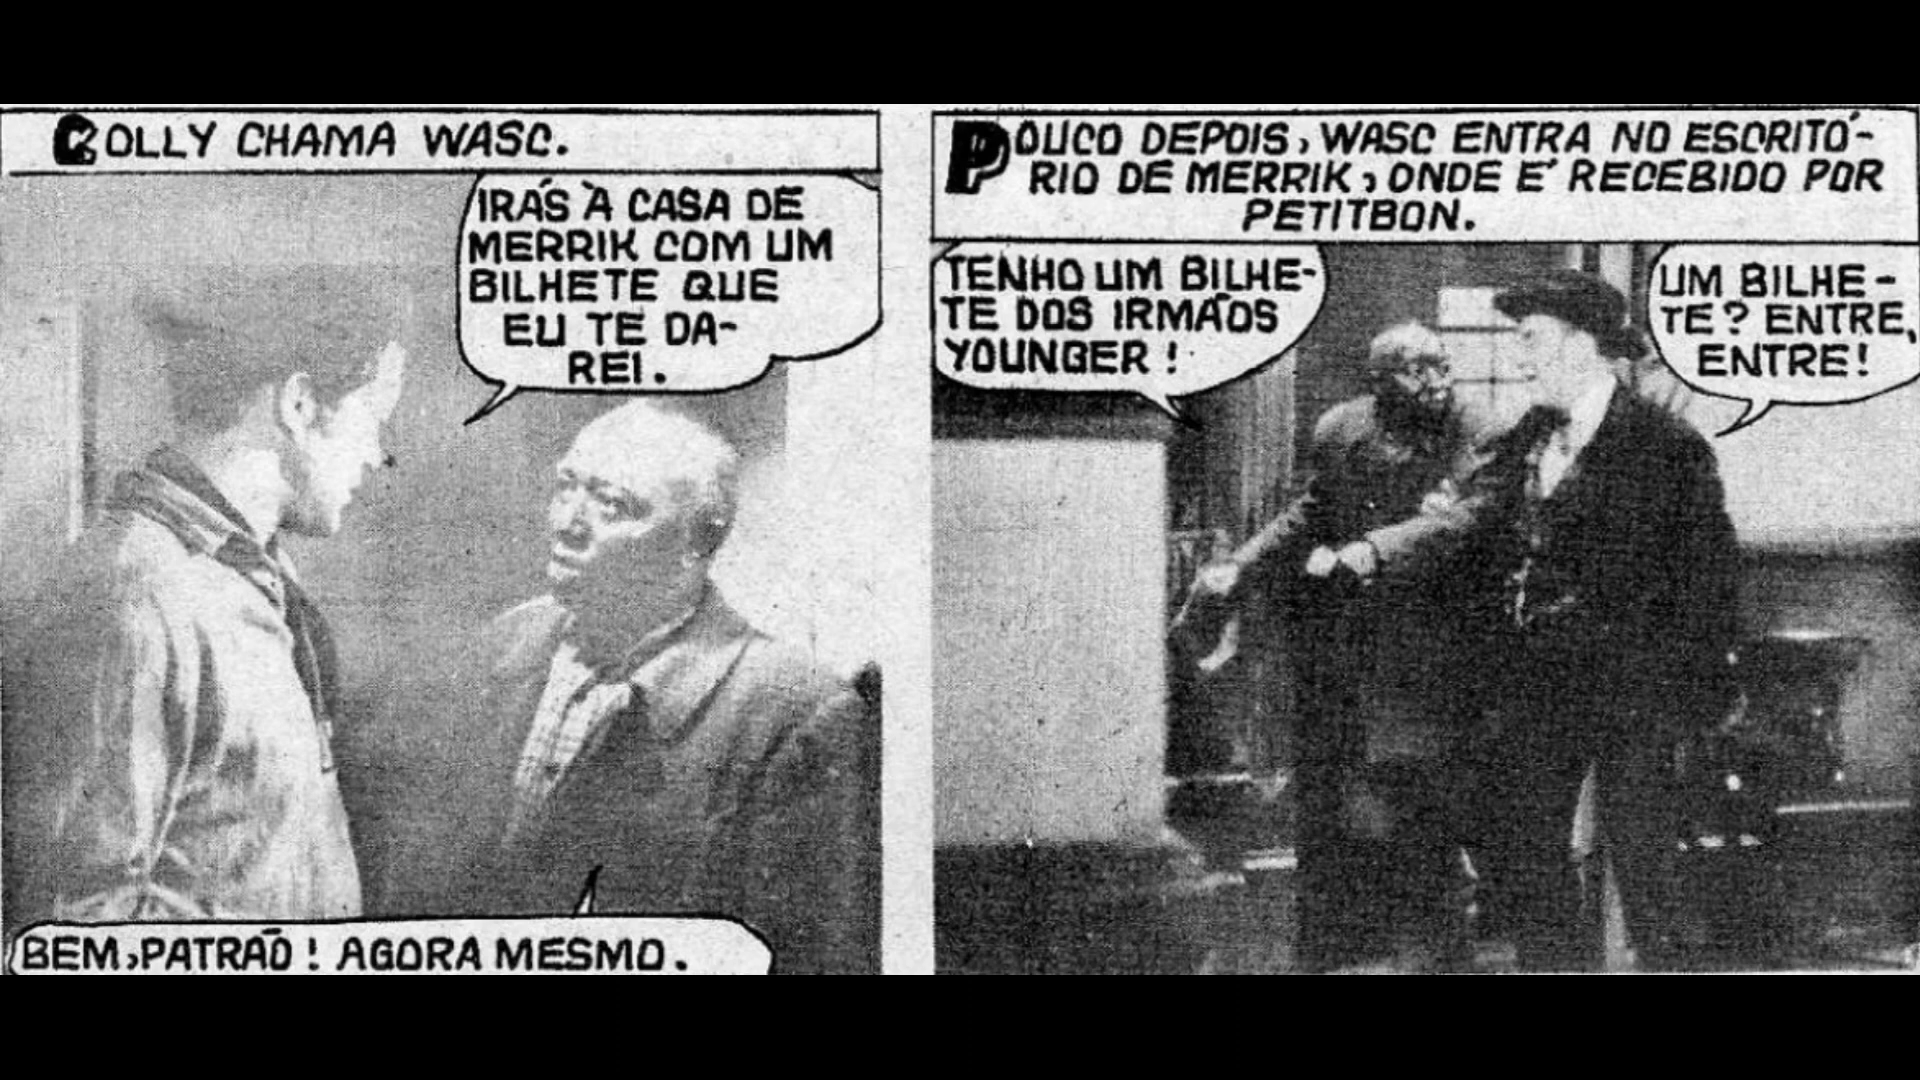 COLLY CHAMA WASC.
IRÁS À CASA DE
MERRIK COM UM
BILHETE QUE
EU TE DA-
REI.
BEM, PATRÃO! AGORA MESMO.
POUCO DEPOIS, WASC ENTRA NO ESCRITÓ-
RIO DE MERRIK, ONDE É RECEBIDO POR
PETITBON.
TENHO UM BILHE-
TE DOS IRMÃOS
YOUNGER!
UM BILHE-
TE? ENTRE,
ENTRE!